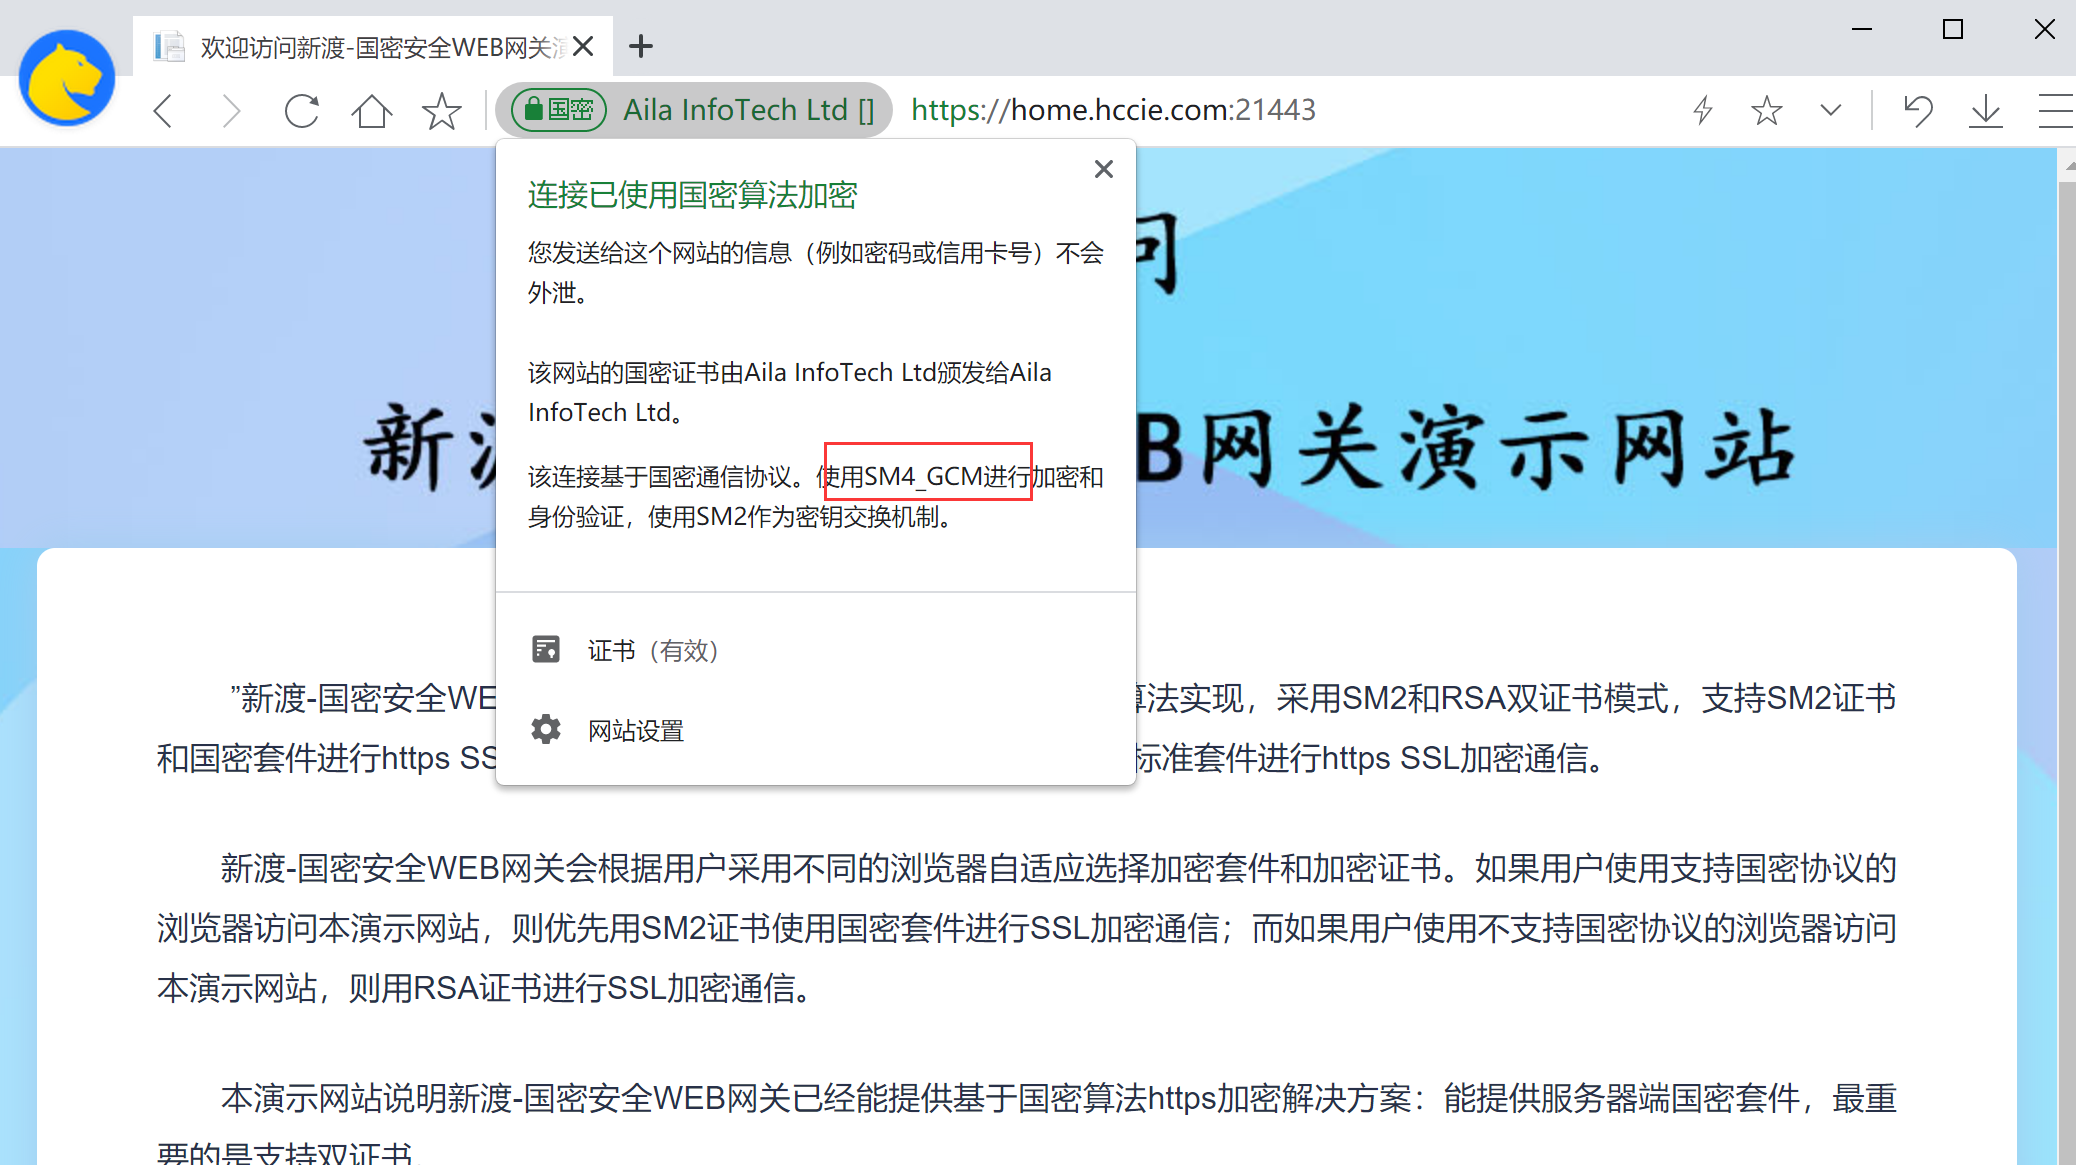 欢迎访问新渡-国密安全WEB网关
国密 Aila InfoTech Ltd [] https://home.hccie.com:21443
连接已使用国密算法加密
您发送给这个网站的信息（例如密码或信用卡号）不会
外泄。
该网站的国密证书由Aila InfoTech Ltd颁发给Aila
InfoTech Ltd。
该连接基于国密通信协议。使用SM4_GCM进行加密和
身份验证，使用SM2作为密钥交换机制。
证书（有效）
网站设置
问
新 B网关演示网站
”新渡-国密安全WE 算法实现，采用SM2和RSA双证书模式，支持SM2证书
和国密套件进行https SS 标准套件进行https SSL加密通信。
新渡-国密安全WEB网关会根据用户采用不同的浏览器自适应选择加密套件和加密证书。如果用户使用支持国密协议的
浏览器访问本演示网站，则优先用SM2证书使用国密套件进行SSL加密通信；而如果用户使用不支持国密协议的浏览器访问
本演示网站，则用RSA证书进行SSL加密通信。
本演示网站说明新渡-国密安全WEB网关已经能提供基于国密算法https加密解决方案：能提供服务器端国密套件，最重
要的是支持双证书